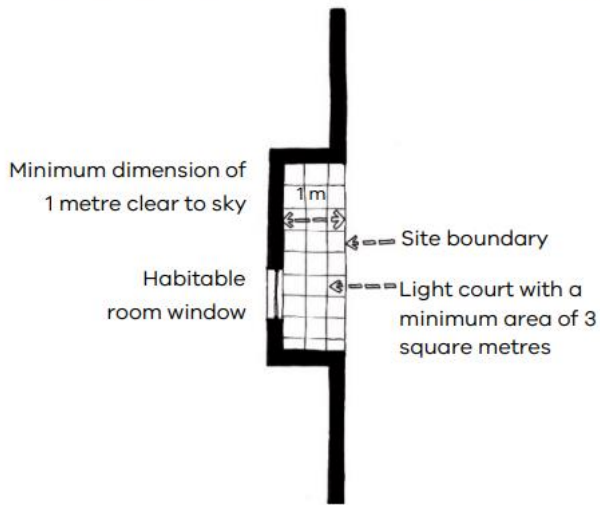 Minimum dimension of
1 metre clear to sky
1 m
Site boundary
Habitable
room window
Light court with a
minimum area of 3
square metres